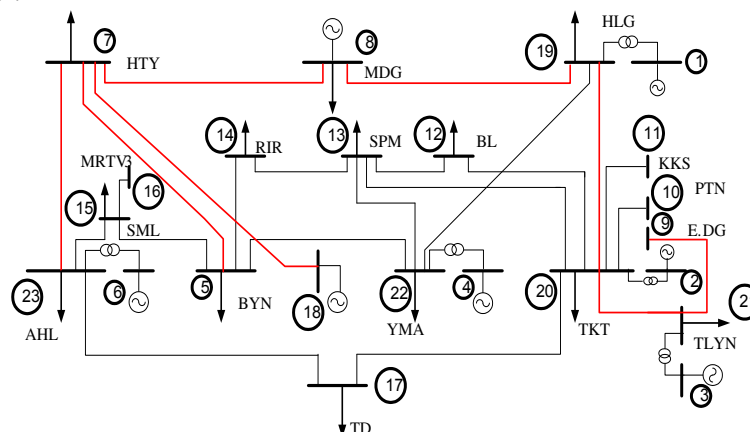 HLG
7
8
19
1
HTY
MDG
14
13
12
11
RIR
SPM
BL
KKS
MRTV3
16
10
PTN
15
9
SML
E.DG
23
6
5
BYN
18
22
4
20
2
2
AHL
YMA
TKT
TLYN
17
3
TD